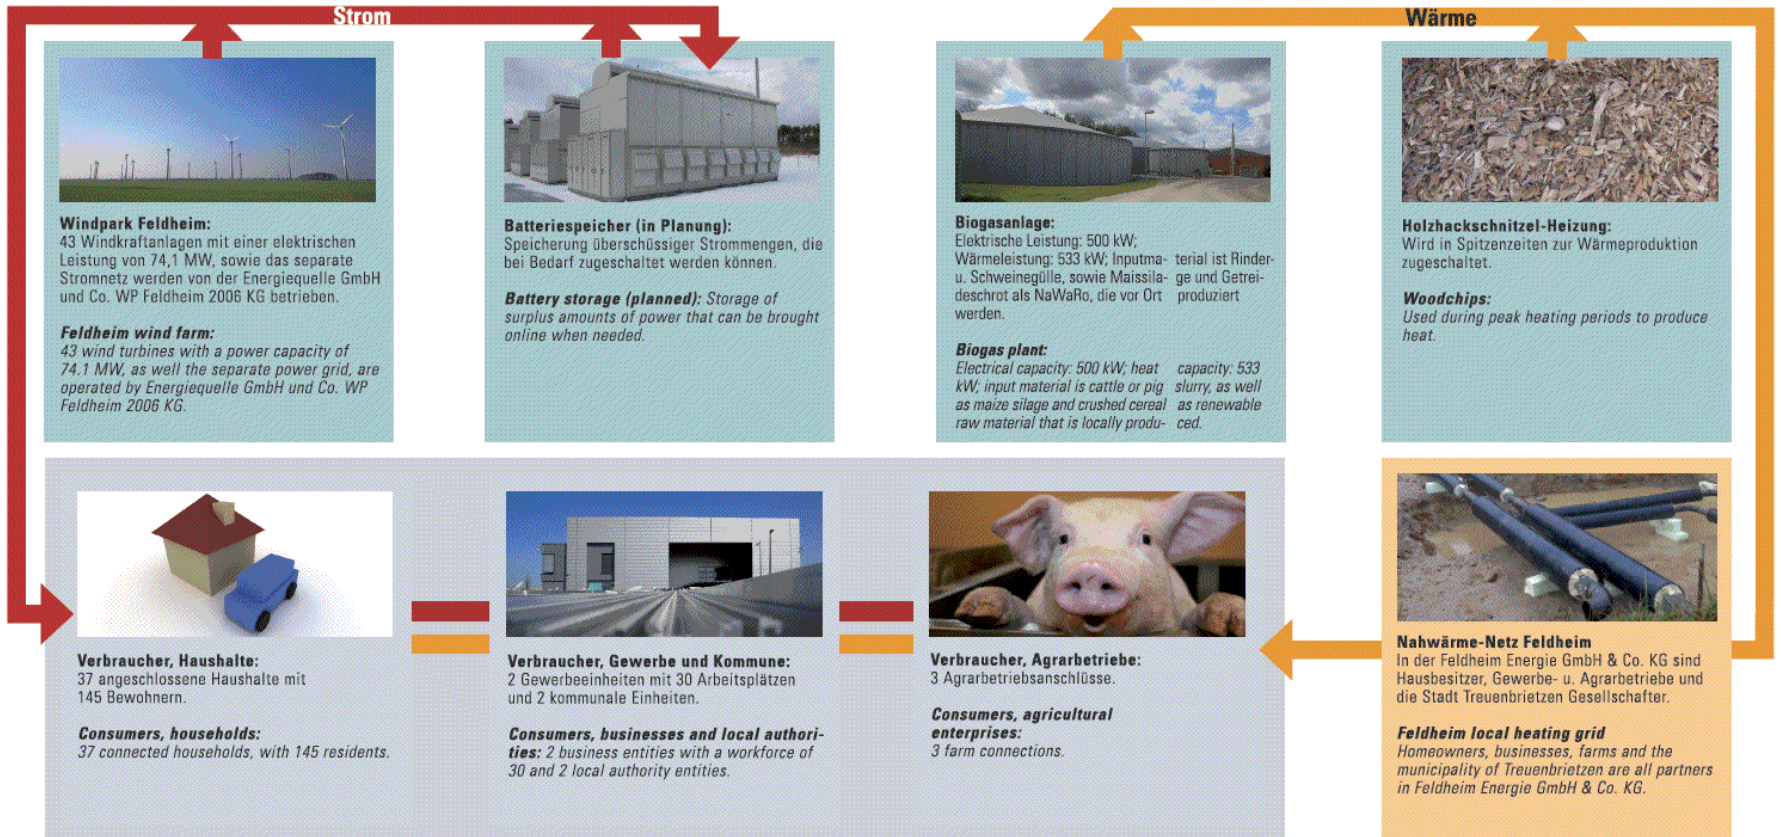 Strom
Wärme
Windpark Feldheim:
43 Windkraftanlagen mit einer elektrischen
Leistung von 74,1 MW, sowie das separate
Stromnetz werden von der Energiequelle GmbH
und Co. WP Feldheim 2006 KG betrieben.
Feldheim wind farm:
43 wind turbines with a power capacity of
74.1 MW, as well the separate power grid, are
operated by Energiequelle GmbH und Co. WP
Feldheim 2006 KG.
Batteriespeicher (in Planung):
Speicherung überschüssiger Strommengen, die
bei Bedarf zugeschaltet werden können.
Battery storage (planned): Storage of
surplus amounts of power that can be brought
online when needed.
Biogasanlage:
Elektrische Leistung: 500 kW;
Wärmeleistung: 533 kW; Inputma- terial ist Rinder-
u. Schweinegülle, sowie Maissila- ge und Getrei-
deschrot als NaWaRo, die vor Ort produziert
werden.
Biogas plant:
Electrical capacity: 500 kW; heat capacity: 533
kW; input material is cattle or pig slurry, as well
as maize silage and crushed cereal as renewable
raw material that is locally produ- ced.
Holzhackschnitzel-Heizung:
Wird in Spitzenzeiten zur Wärmeproduktion
zugeschaltet.
Woodchips:
Used during peak heating periods to produce
heat.
Verbraucher, Haushalte:
37 angeschlossene Haushalte mit
145 Bewohnern.
Consumers, households:
37 connected households, with 145 residents.
Verbraucher, Gewerbe und Kommune:
2 Gewerbeeinheiten mit 30 Arbeitsplätzen
und 2 kommunale Einheiten.
Consumers, businesses and local authori-
ties: 2 business entities with a workforce of
30 and 2 local authority entities.
Verbraucher, Agrarbetriebe:
3 Agrarbetriebsanschlüsse.
Consumers, agricultural
enterprises:
3 farm connections.
Nahwärme-Netz Feldheim
In der Feldheim Energie GmbH & Co. KG sind
Hausbesitzer, Gewerbe- u. Agrarbetriebe und
die Stadt Treuenbrietzen Gesellschafter.
Feldheim local heating grid
Homeowners, businesses, farms and the
municipality of Treuenbrietzen are all partners
in Feldheim Energie GmbH & Co. KG.